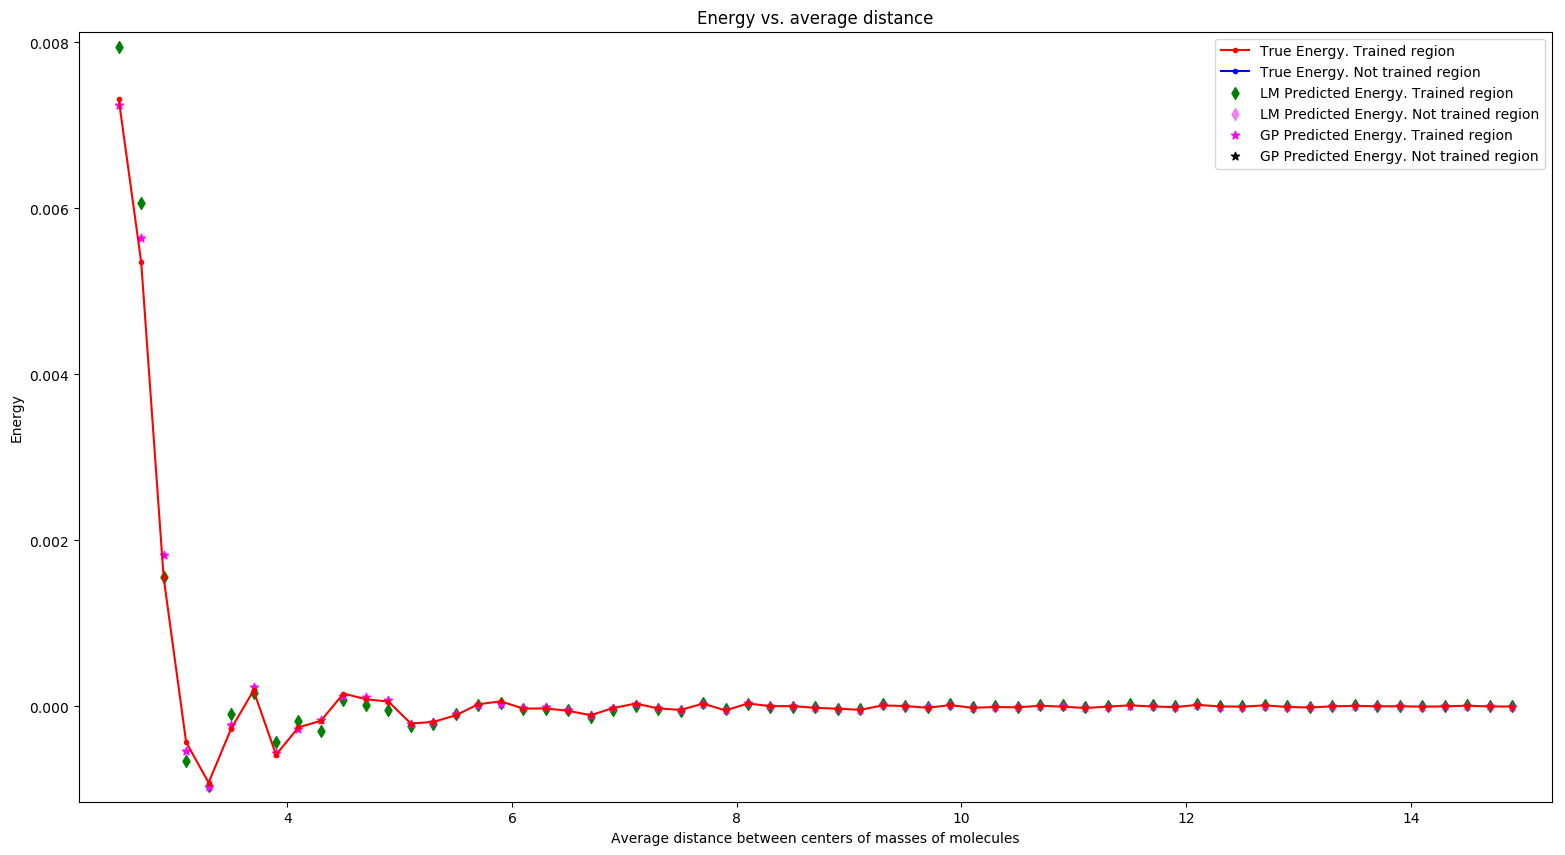 Energy vs. average distance
True Energy. Trained region
True Energy. Not trained region
LM Predicted Energy. Trained region
LM Predicted Energy. Not trained region
GP Predicted Energy. Trained region
GP Predicted Energy. Not trained region
0.008
0.006
0.004
0.002
0.000
Energy
4 6 8 10 12 14
Average distance between centers of masses of molecules